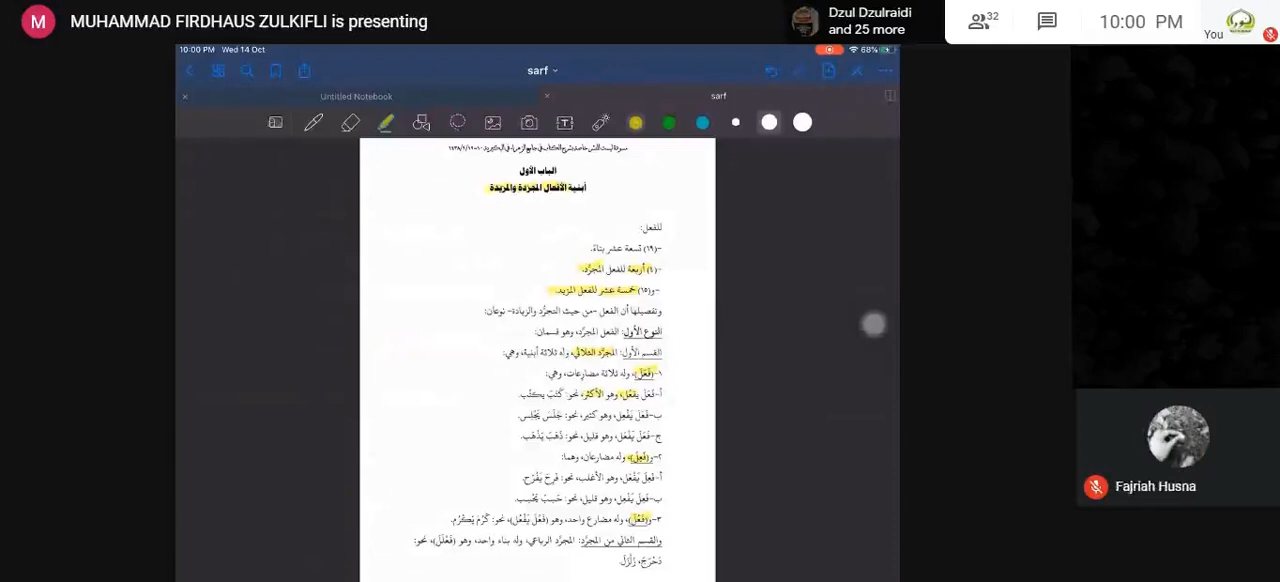 MUHAMMAD FIRDHAUS ZULKIFLI is presenting
Dzul Dzulraidi
and 25 more
32
10:00 PM
You
10:00 PM Wed 14 Oct
68%
sarf
Untitled Notebook
sarf
الباب الأول
أبنية الأفعال المجردة والمزيدة
للفعل:
-(١٩) تسعة عشر بناءً.
-(٤) أربعة للفعل المجرَّد.
-و(١٥) خمسة عشر للفعل المزيد.
وتفصيلها أن الفعل -من حيث التجرُّد والزيادة- نوعان:
النوع الأول: الفعل المجرَّد، وهو قسمان:
القسم الأول: المجرَّد الثلاثي، وله ثلاثة أبنية، وهي:
١-(فَعَلَ)، وله ثلاثة مضارعات، وهي:
أ-فَعَلَ يفعُل، وهو الأكثر، نحو: كَتَبَ يكتُب.
ب-فَعَلَ يَفْعِل، وهو كثير، نحو: جَلَسَ يَجْلِس.
ج-فَعَلَ يَفْعَل، وهو قليل، نحو: ذَهَبَ يَذْهَب.
٢-و(فَعِلَ)، وله مضارعان، وهما:
أ-فَعِلَ يَفْعَل، وهو الأغلب، نحو: فَرِحَ يَفْرَح.
ب-فَعِلَ يَفْعِل، وهو قليل، نحو: حَسِبَ يَحْسِب.
٣-و(فَعُلَ)، وله مضارع واحد، وهو (فَعُلَ يَفْعُل)، نحو: كَرُمَ يَكْرُم.
والقسم الثاني من المجرَّد: المجرَّد الرباعي، وله بناء واحد، وهو (فَعْلَلَ)، نحو:
دَحْرَجَ، زَلْزَلَ.
Fajriah Husna
M